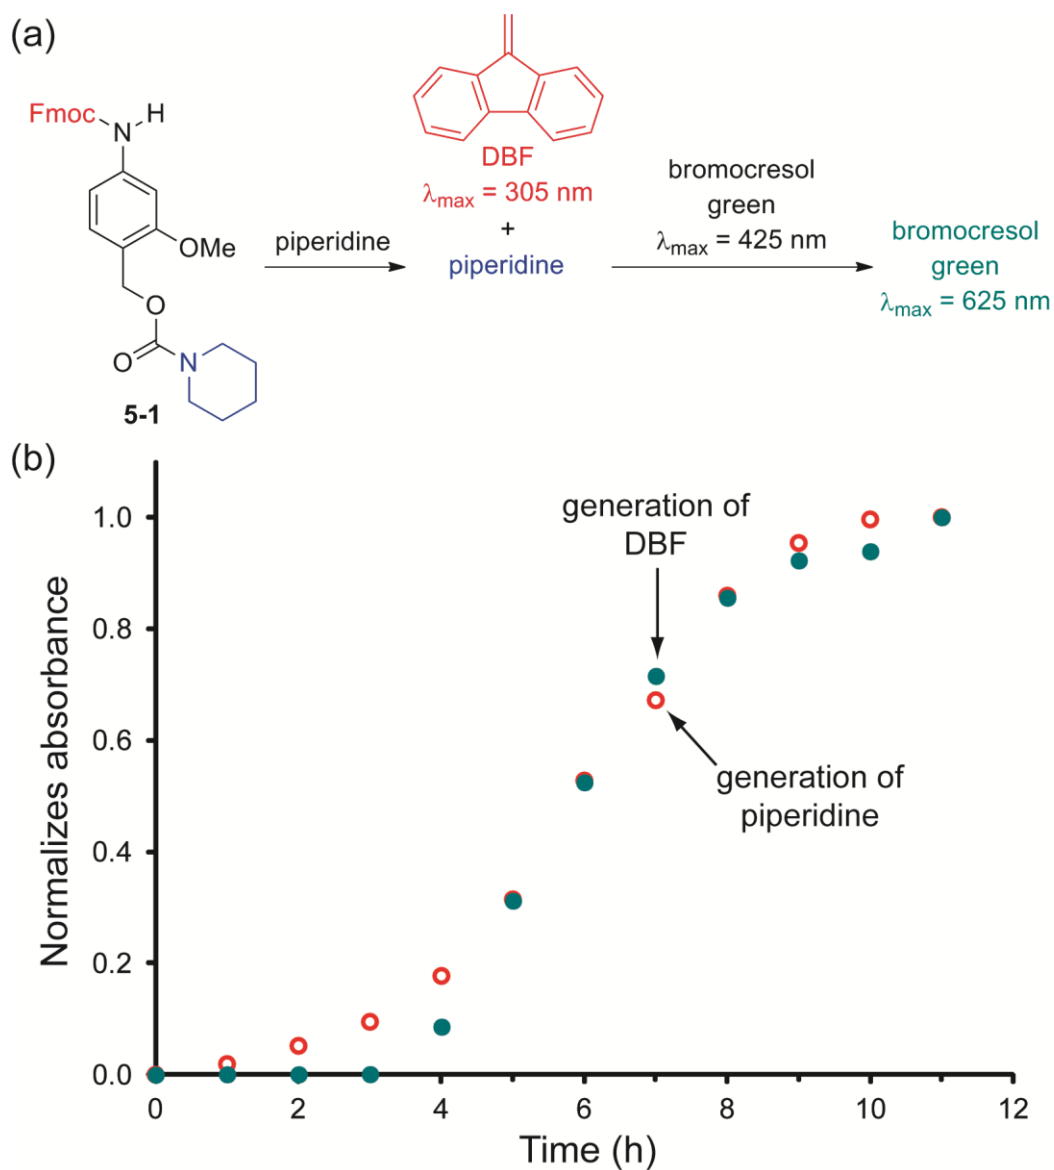 (a)
Fmoc
N
H
OMe
O
O
N
5-1
piperidine
DBF
λmax = 305 nm
+
piperidine
bromocresol
green
λmax = 425 nm
bromocresol
green
λmax = 625 nm
(b)
Normalizes absorbance
1.0
0.8
0.6
0.4
0.2
0.0
generation of
DBF
generation of
piperidine
0
2
4
6
8
10
12
Time (h)